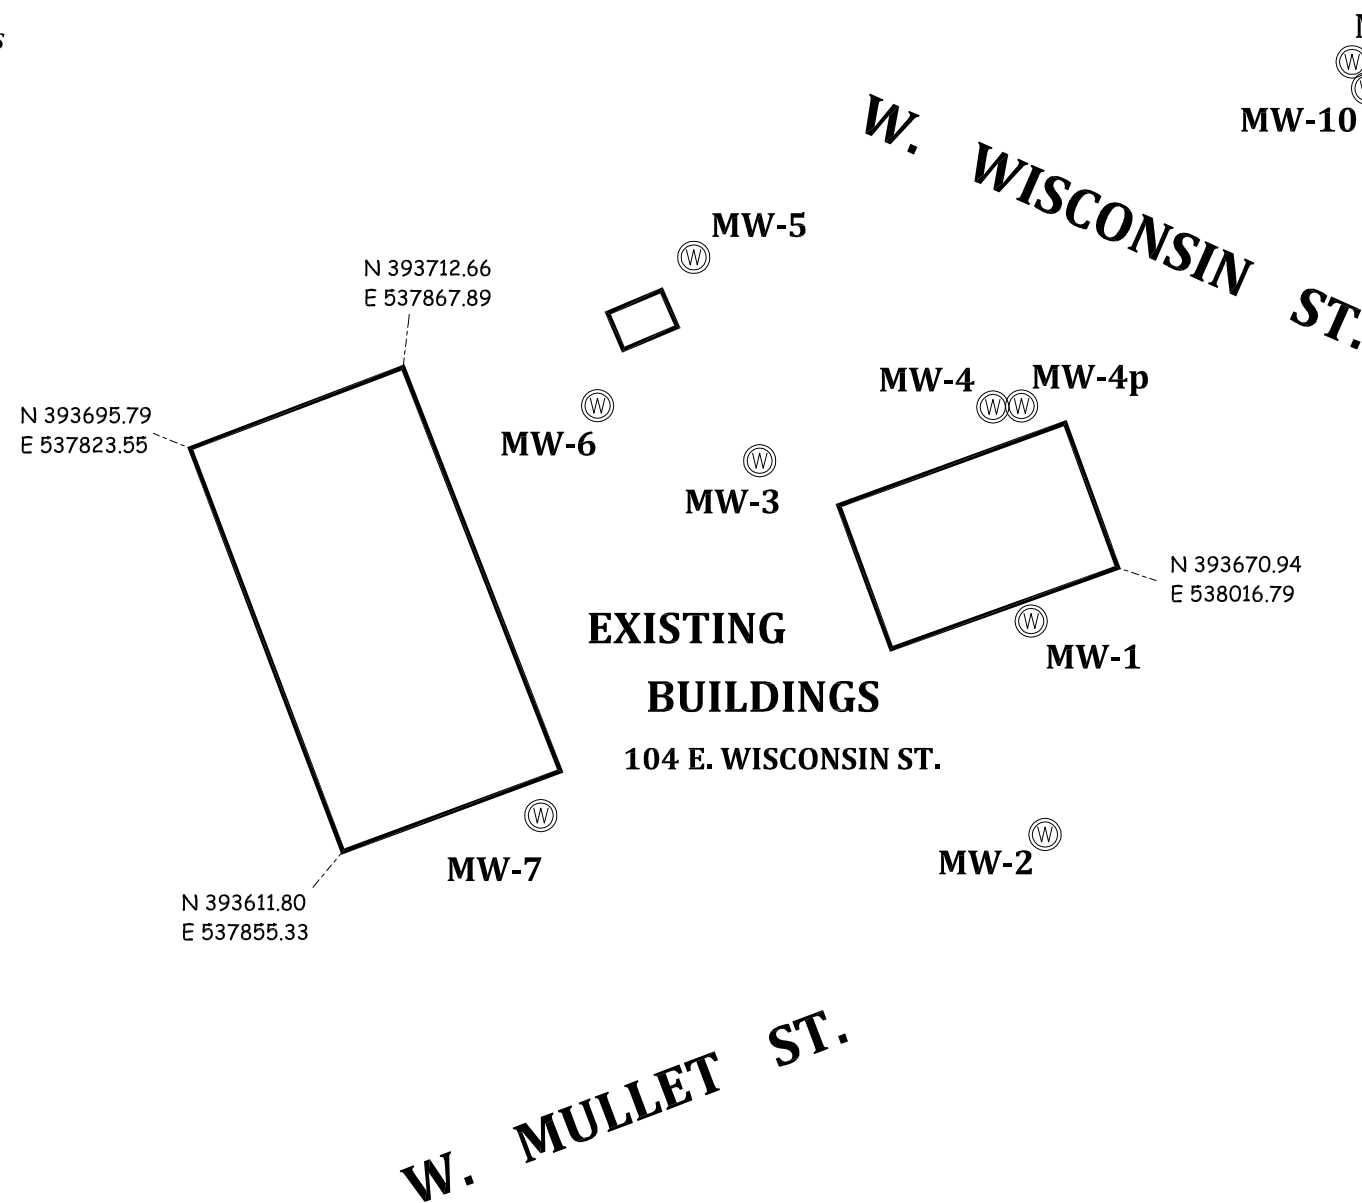 W. WISCONSIN ST.
MW-10
MW-5
W
N 393712.66
E 537867.89
MW-4
MW-4p
W
W
N 393695.79
E 537823.55
W
MW-6
W
MW-3
N 393670.94
E 538016.79
W
MW-1
EXISTING
BUILDINGS
104 E. WISCONSIN ST.
W
MW-7
W
MW-2
N 393611.80
E 537855.33
W. MULLET ST.